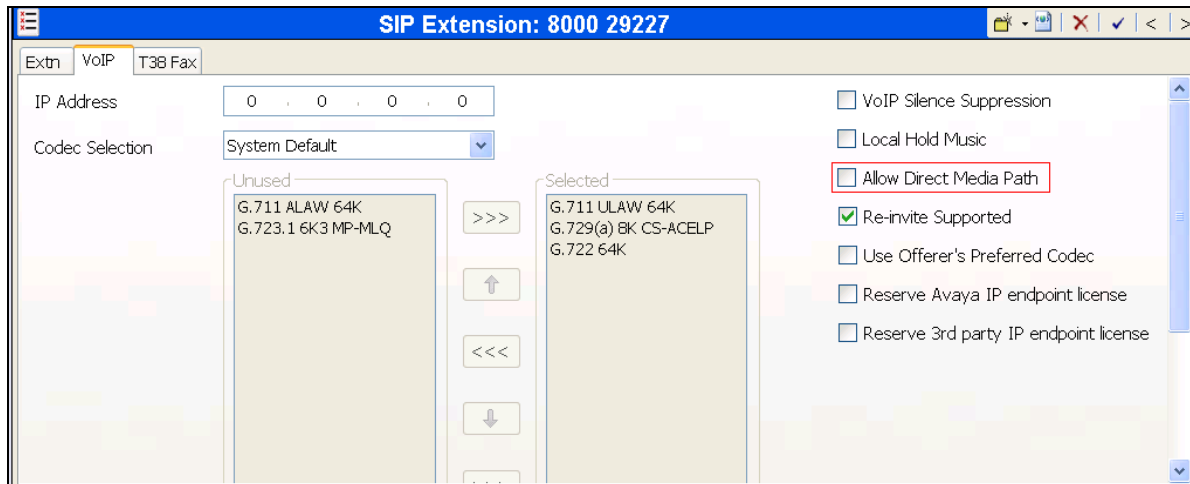 SIP Extension: 8000 29227
Extn VoIP T38 Fax
IP Address
0 . 0 . 0 . 0
Codec Selection
System Default
Unused
G.711 ALAW 64K
G.723.1 6K3 MP-MLQ
>>>
<<<
Selected
G.711 ULAW 64K
G.729(a) 8K CS-ACELP
G.722 64K
VoIP Silence Suppression
Local Hold Music
Allow Direct Media Path
Re-invite Supported
Use Offerer's Preferred Codec
Reserve Avaya IP endpoint license
Reserve 3rd party IP endpoint license